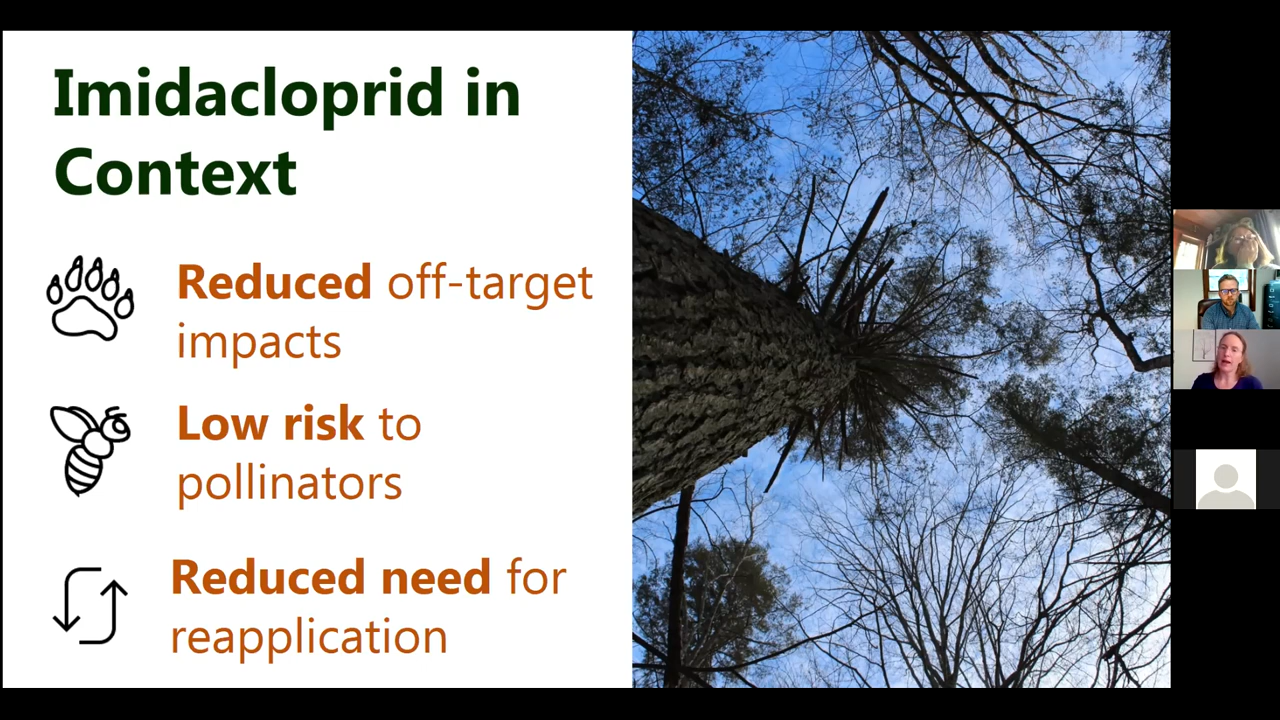 Imidacloprid in
Context
Reduced off-target
impacts
Low risk to
pollinators
Reduced need for
reapplication